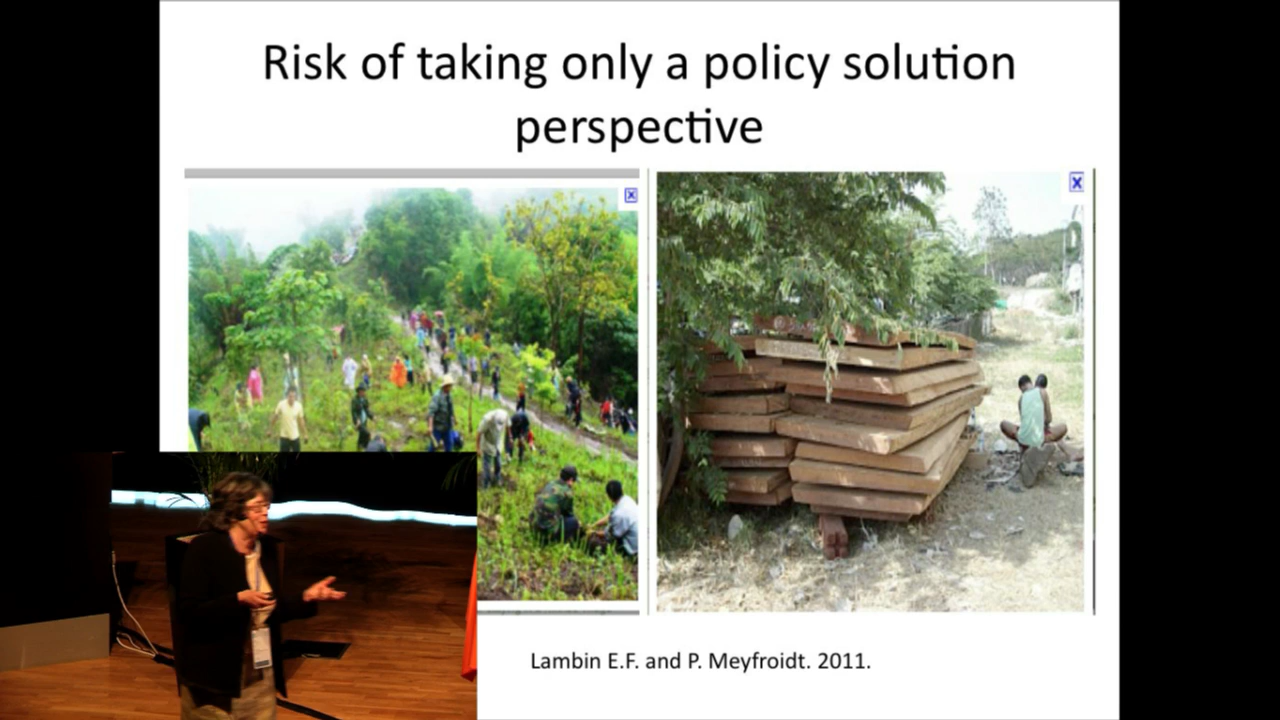 Risk of taking only a policy solution
perspective
Lambin E.F. and P. Meyfroidt. 2011.